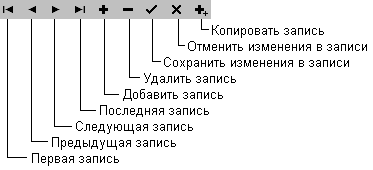 Копировать запись
Отменить изменения в записи
Сохранить изменения в записи
Удалить запись
Добавить запись
Последняя запись
Следующая запись
Предыдущая запись
Первая запись